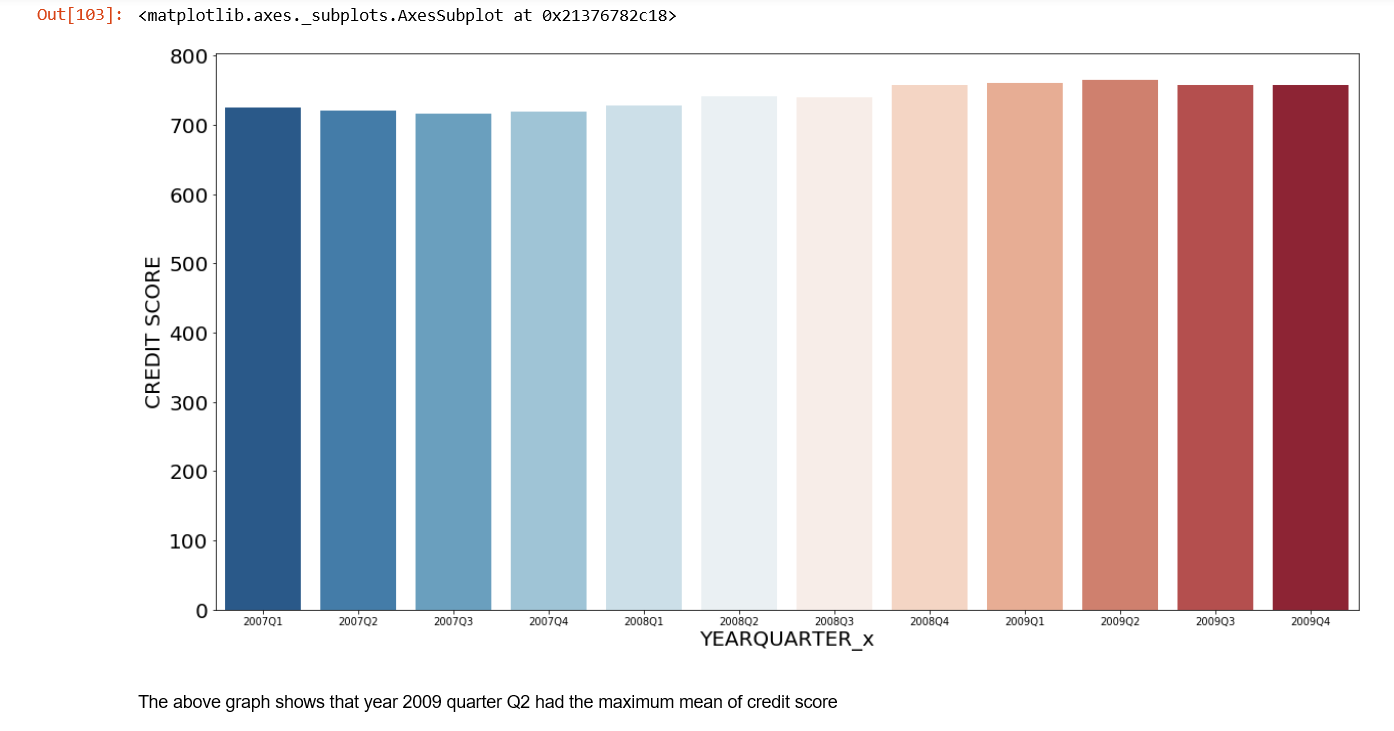 Out[103]: <matplotlib.axes._subplots.AxesSubplot at 0x21376782c18>
800
700
600
500
400
300
200
100
0
CREDIT SCORE
2007Q1 2007Q2 2007Q3 2007Q4 2008Q1 2008Q2 2008Q3 2008Q4 2009Q1 2009Q2 2009Q3 2009Q4
YEARQUARTER_x
The above graph shows that year 2009 quarter Q2 had the maximum mean of credit score